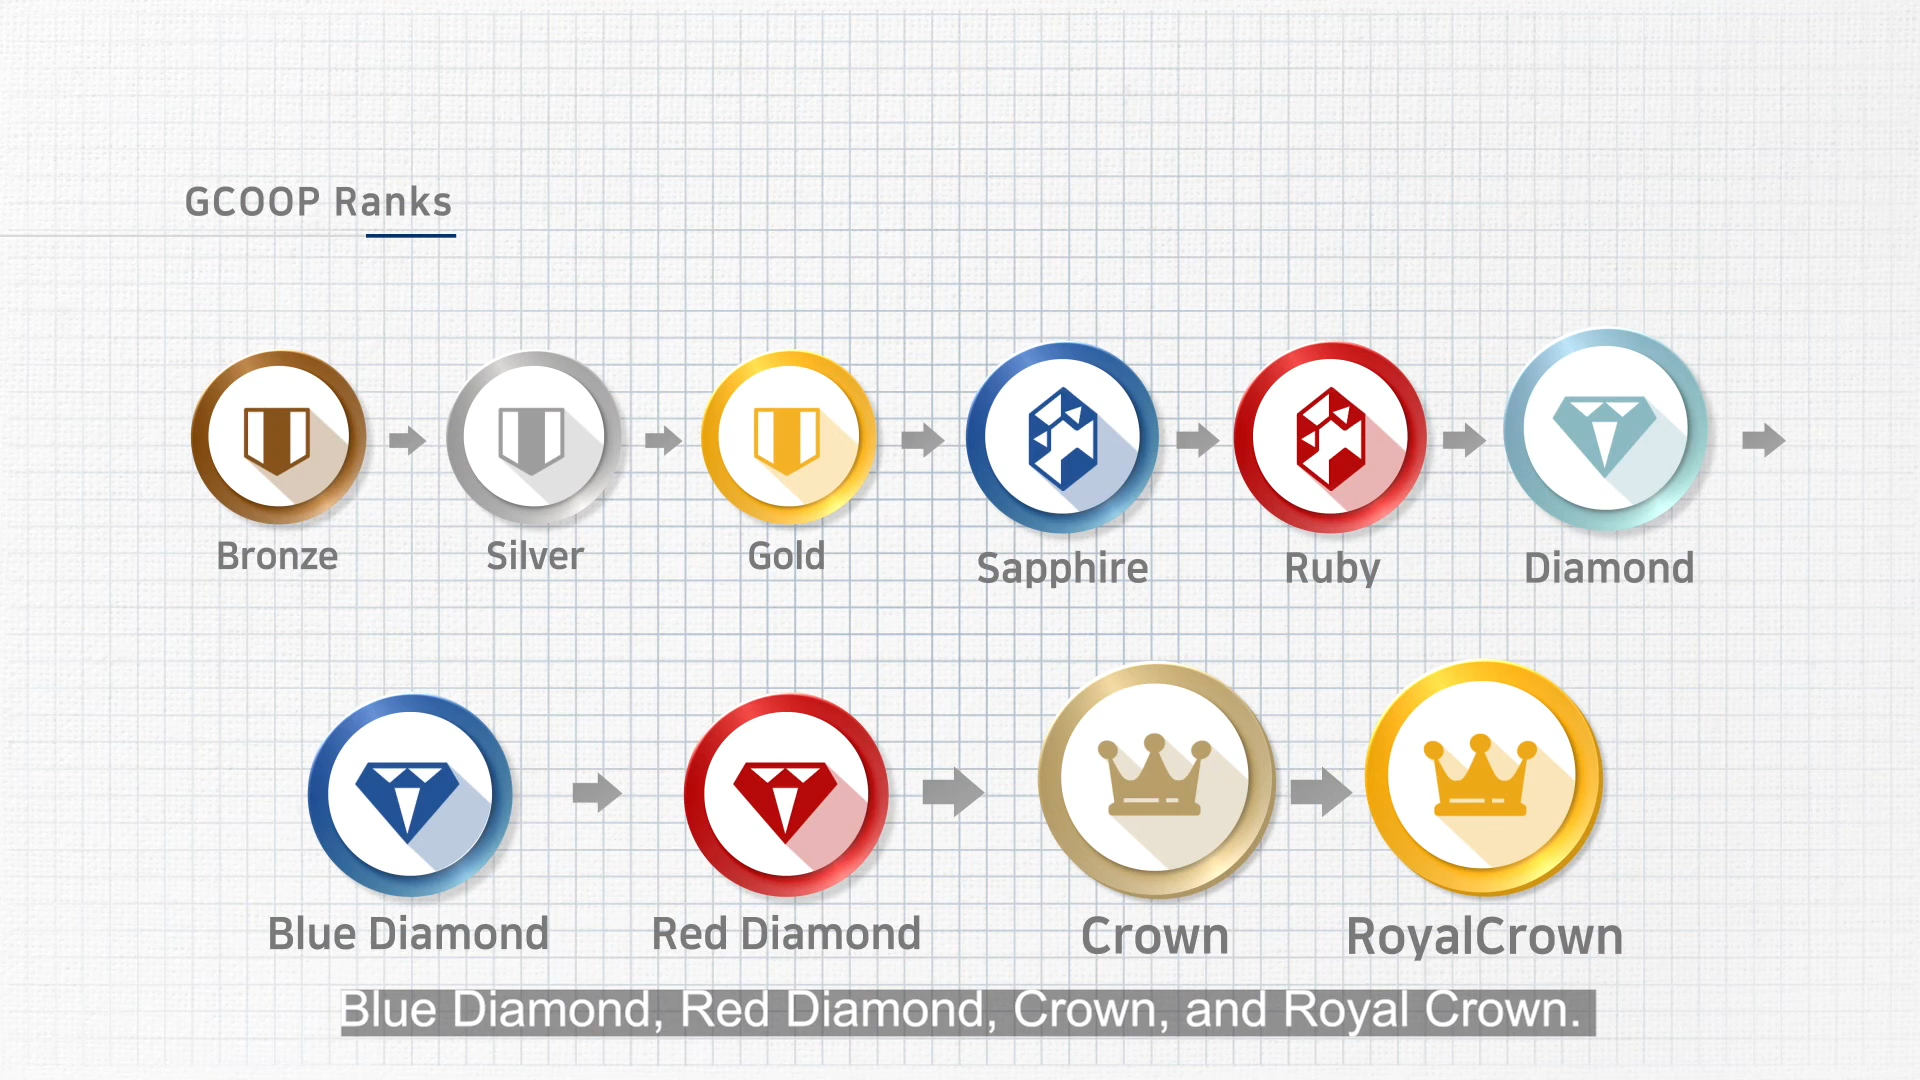 GCOOP Ranks
Bronze
Silver
Gold
Sapphire
Ruby
Diamond
Blue Diamond
Red Diamond
Crown
RoyalCrown
Blue Diamond, Red Diamond, Crown, and Royal Crown.